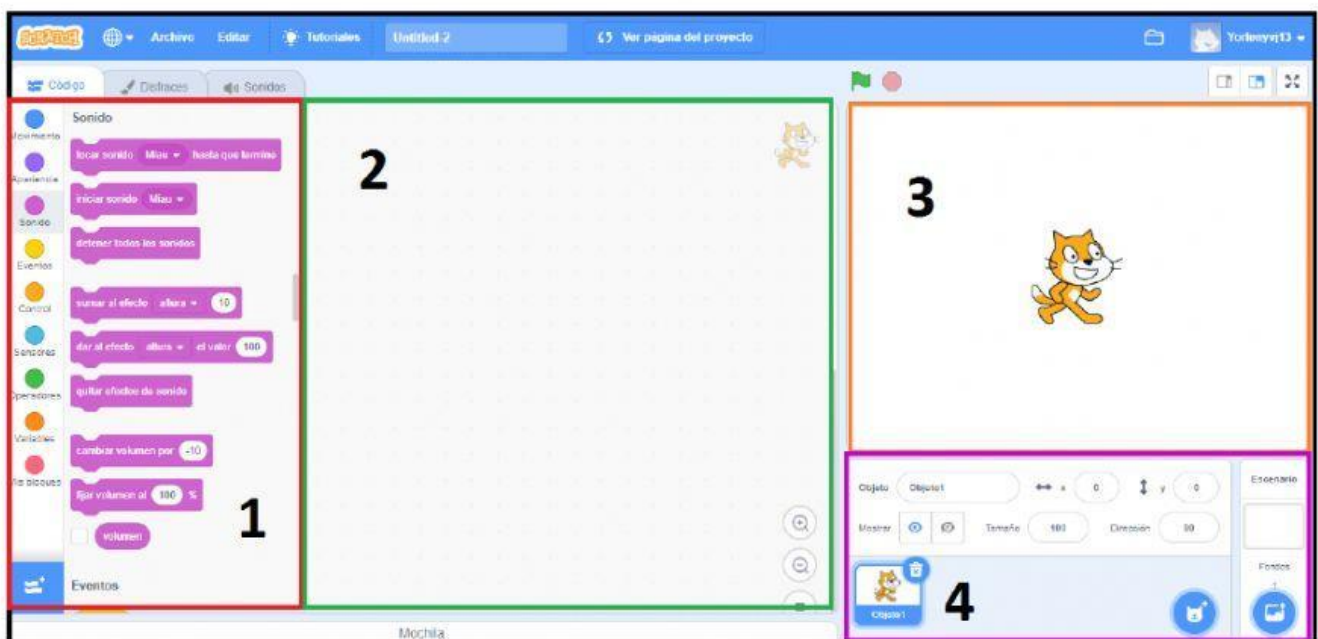 SCRATCH Archivo Editar Tutoriales Untitled-2 Ver página del proyecto Yorlenyvj13
Código Disfraces Sonidos
Movimiento
Apariencia
Sonido
Eventos
Control
Sensores
Operadores
Variables
Mis bloques
Sonido
tocar sonido Miau hasta que termine
iniciar sonido Miau
detener todos los sonidos
sumar al efecto altura 10
dar al efecto altura el valor 100
quitar efectos de sonido
cambiar volumen por -10
fijar volumen al 100 %
volumen
1
Eventos
2
3
Objeto Objeto1 x 0 y 0
Mostrar Tamaño 100 Dirección 90
Objeto1
4
Escenario
Fondos
1
Mochila